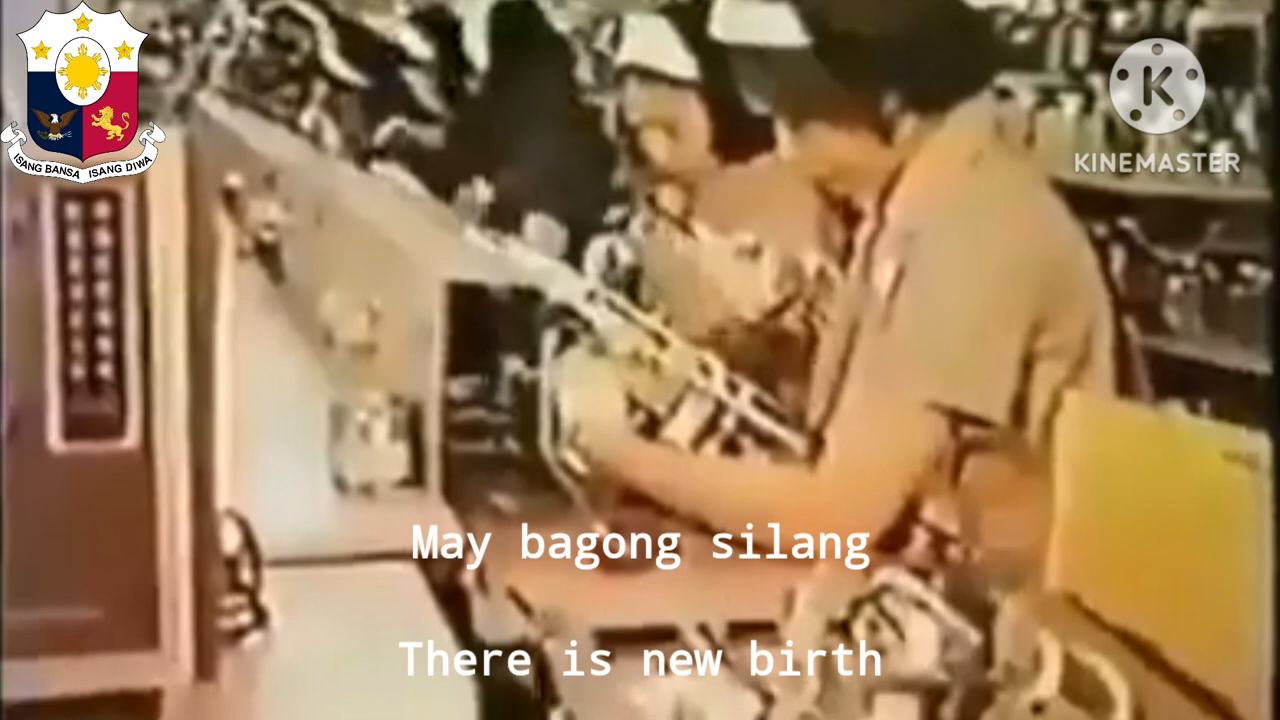 ISANG BANSA ISANG DIWA
K
KINEMASTER
May bagong silang
There is new birth